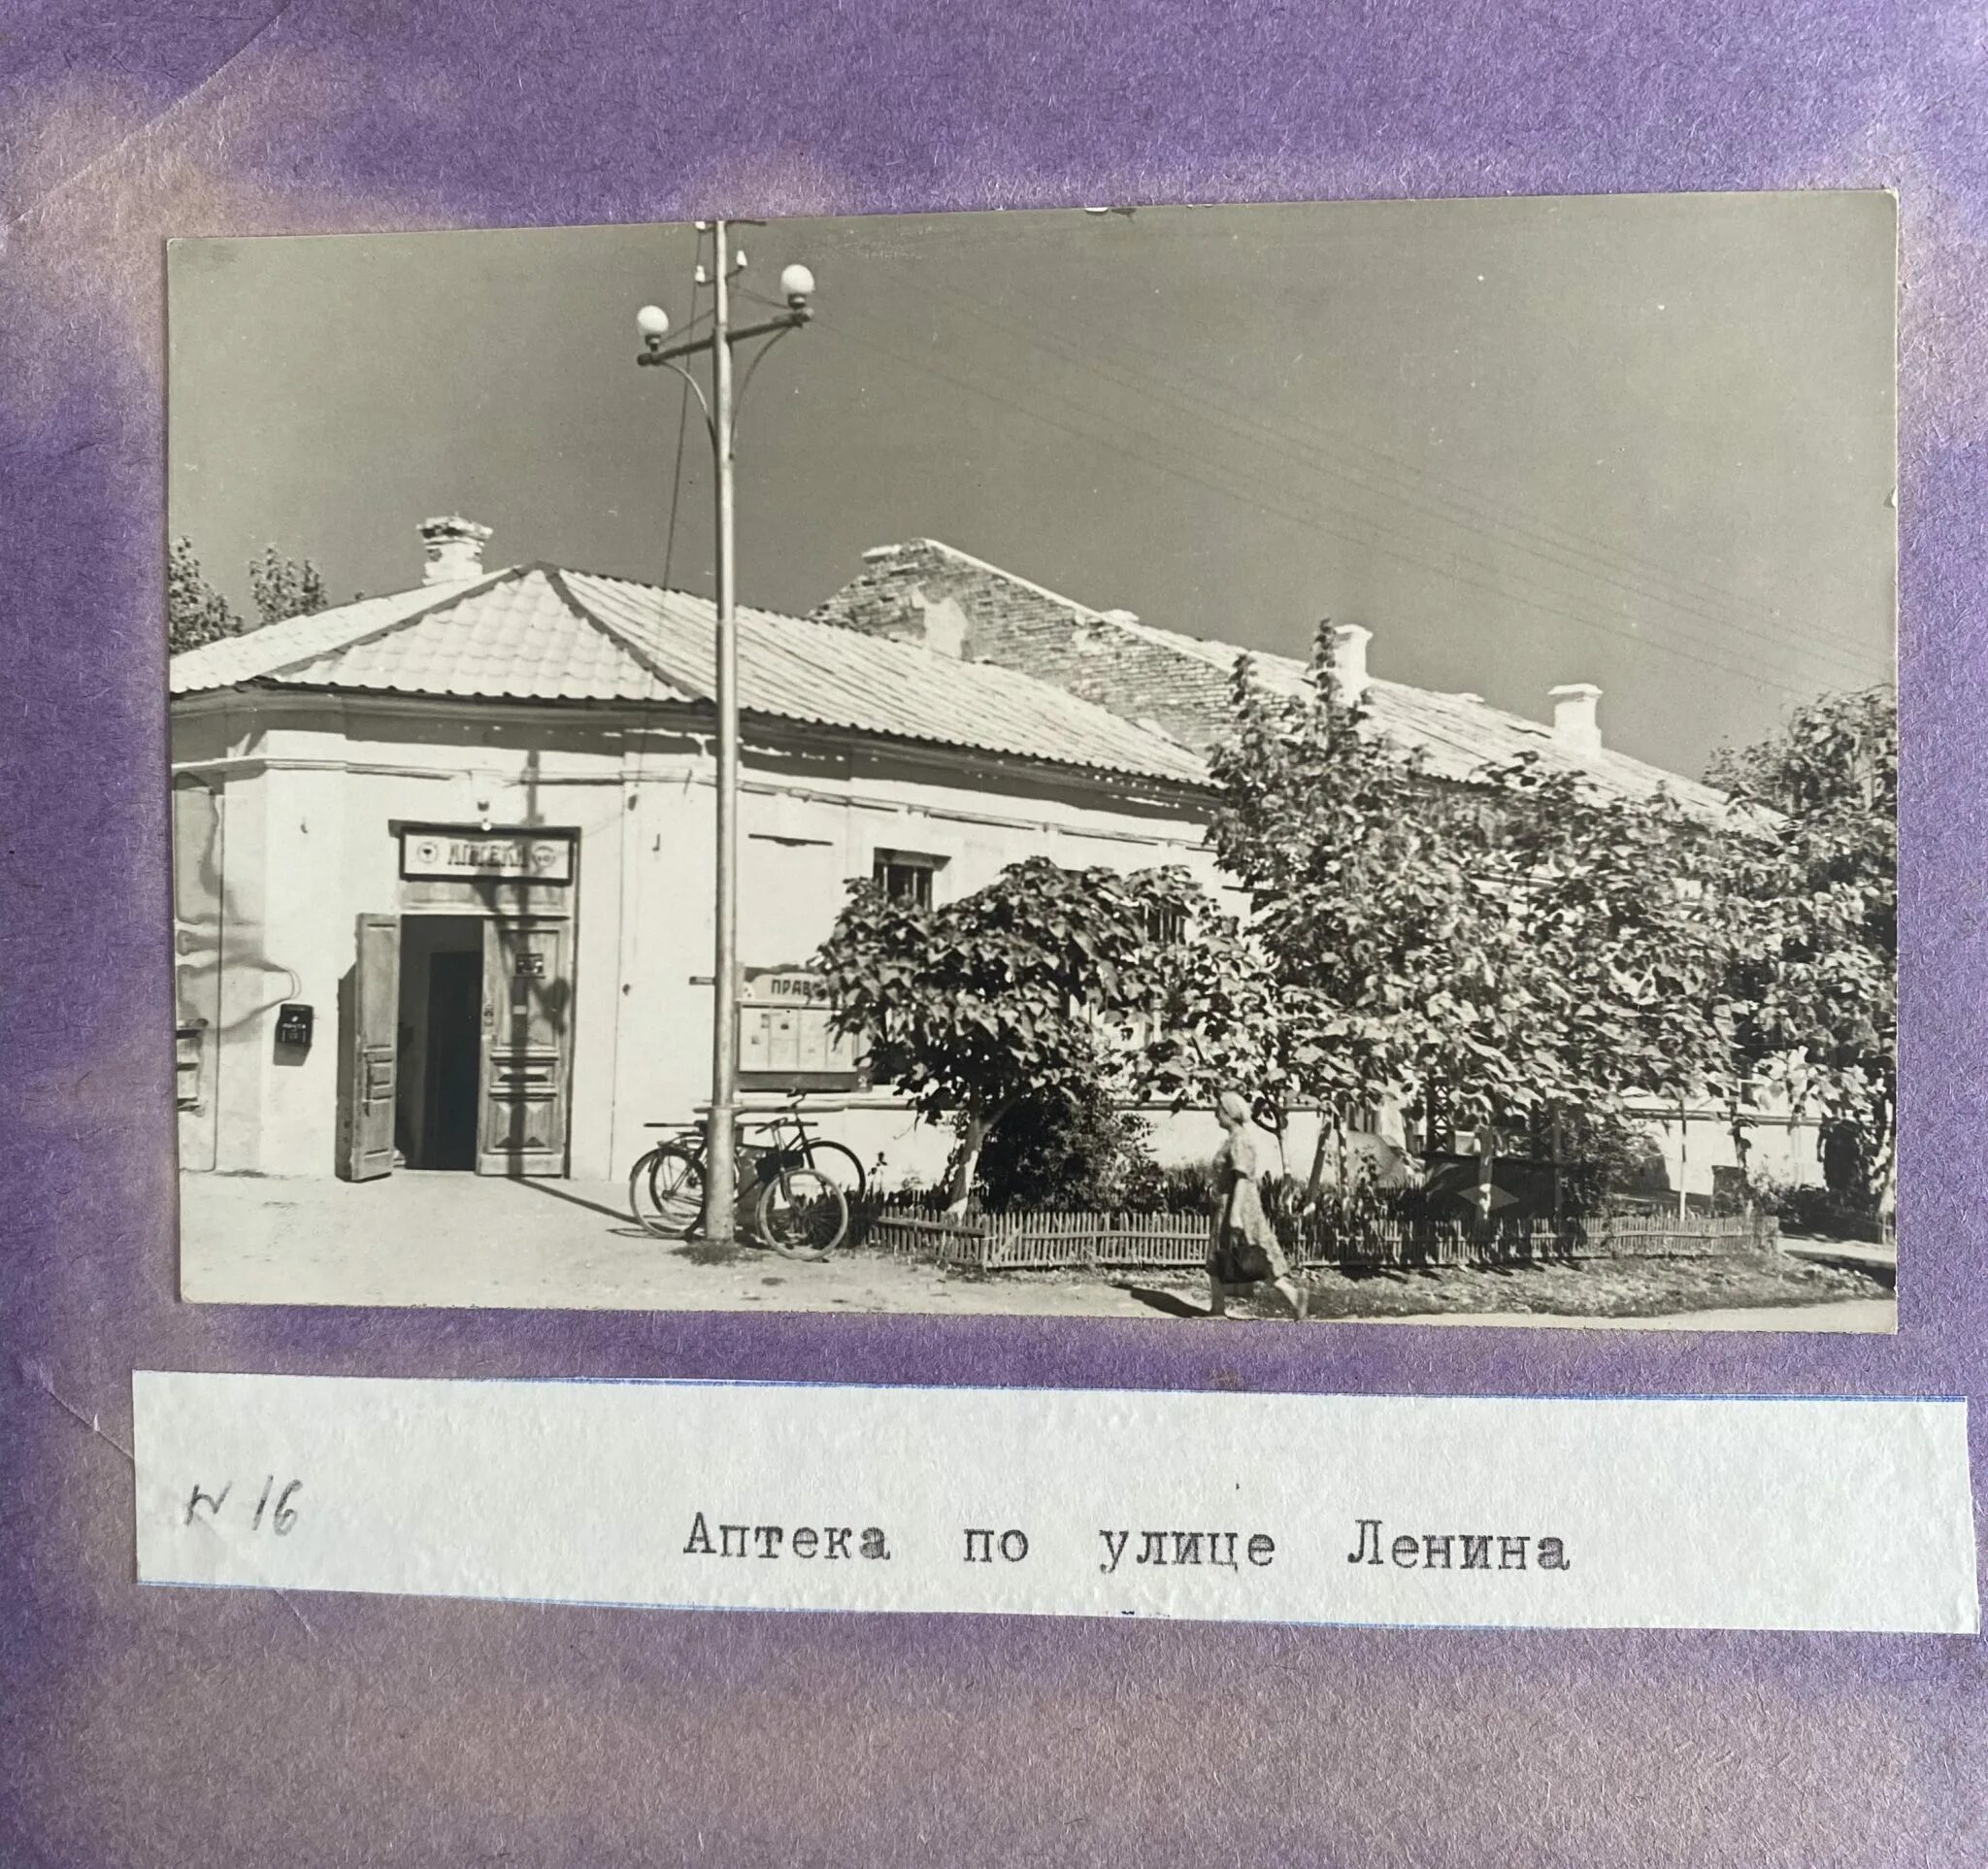 АПТЕКА
ПРАВ
N 16
Аптека по улице Ленина